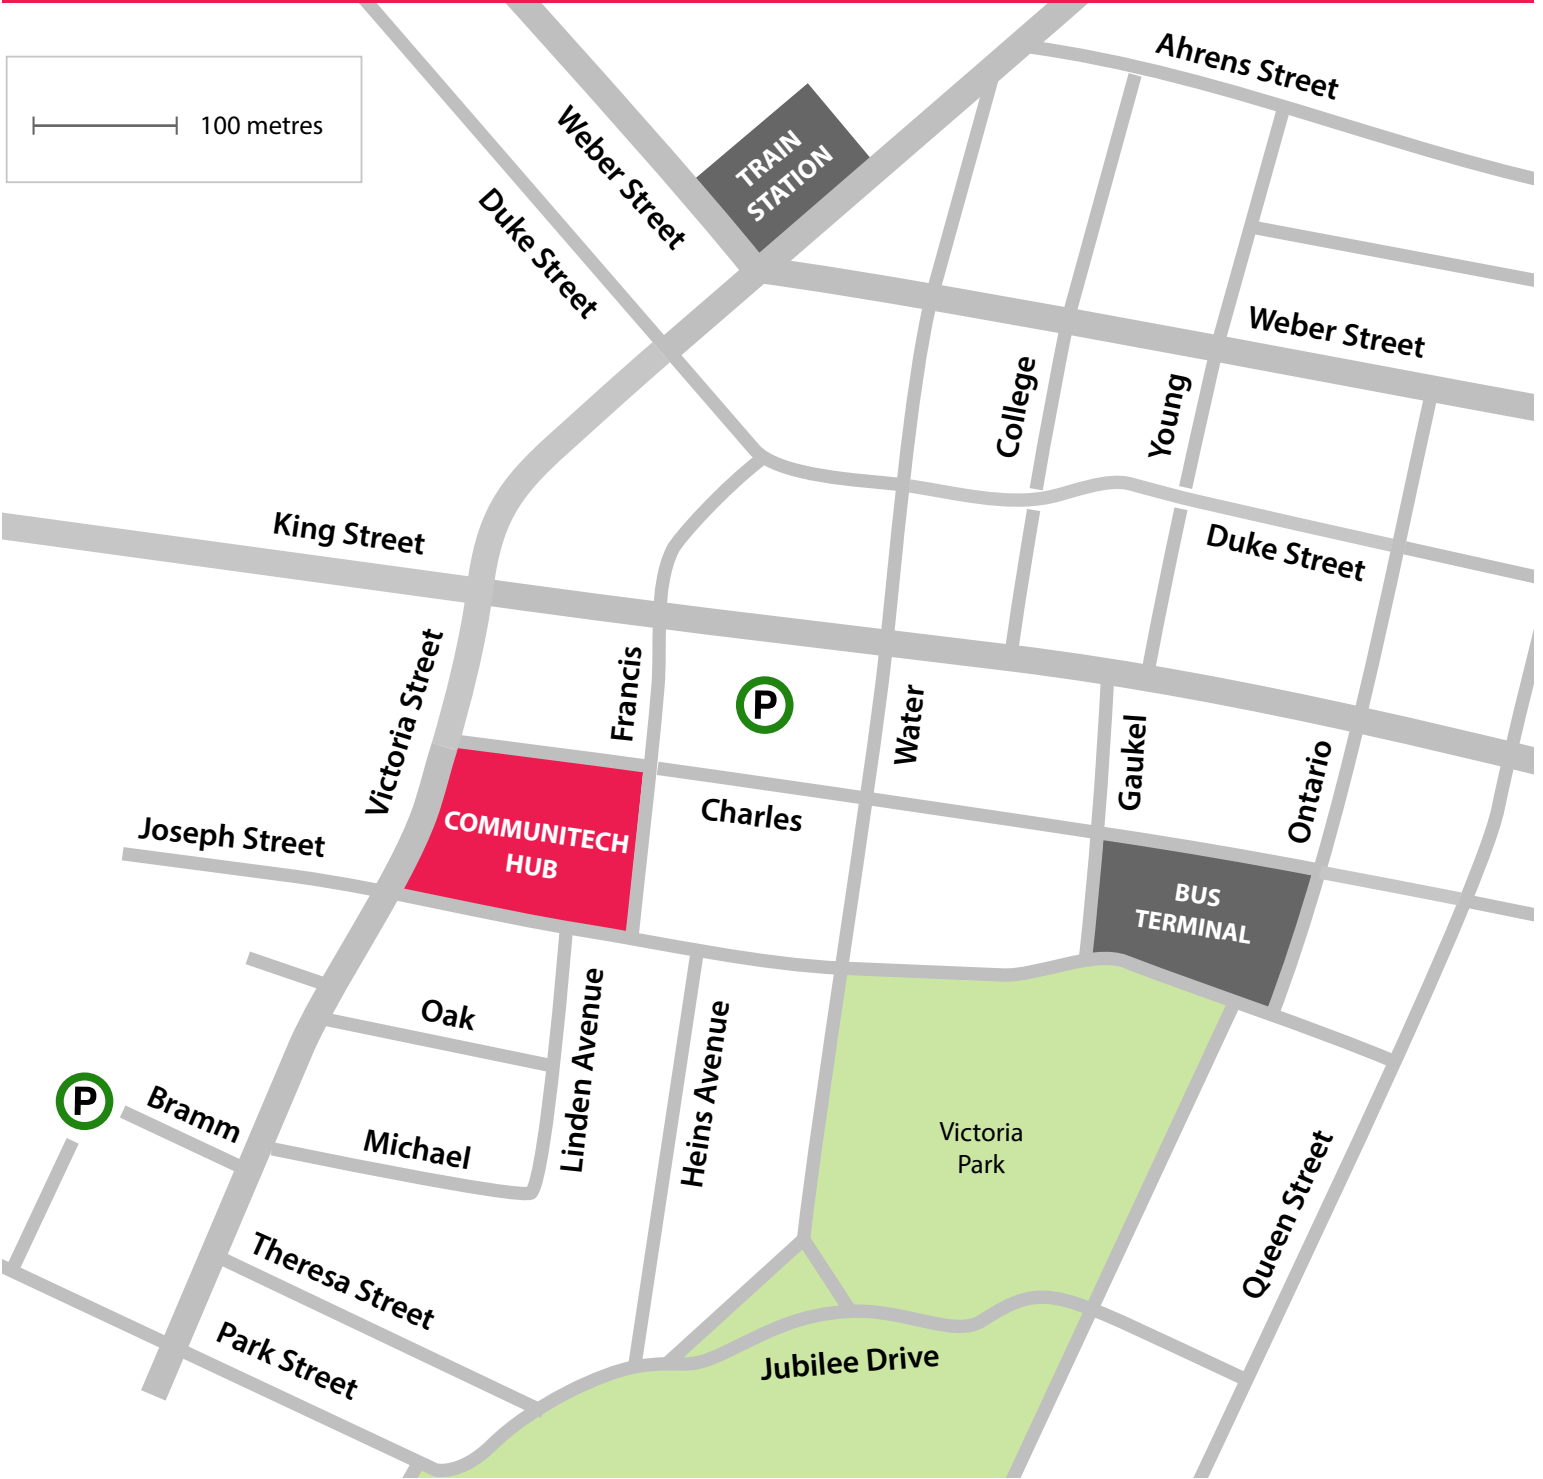 Ahrens Street
100 metres
Weber Street
TRAIN
STATION
Duke Street
Weber Street
College
Young
King Street
Duke Street
Victoria Street
Francis
P
Water
Gaukel
Ontario
Joseph Street
COMMUNITECH
HUB
Charles
BUS
TERMINAL
Oak
Linden Avenue
Heins Avenue
P
Bramm
Michael
Victoria
Park
Queen Street
Theresa Street
Park Street
Jubilee Drive